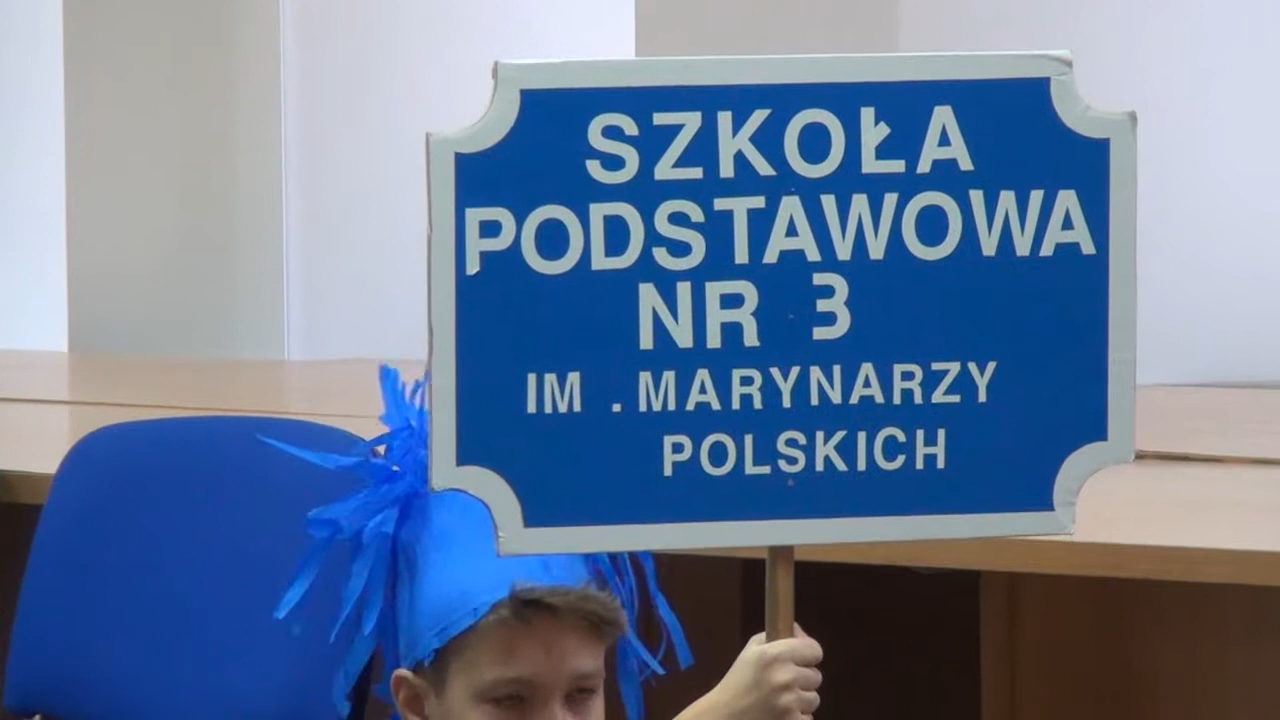 SZKOŁA
PODSTAWOWA
NR 3
IM . MARYNARZY
POLSKICH